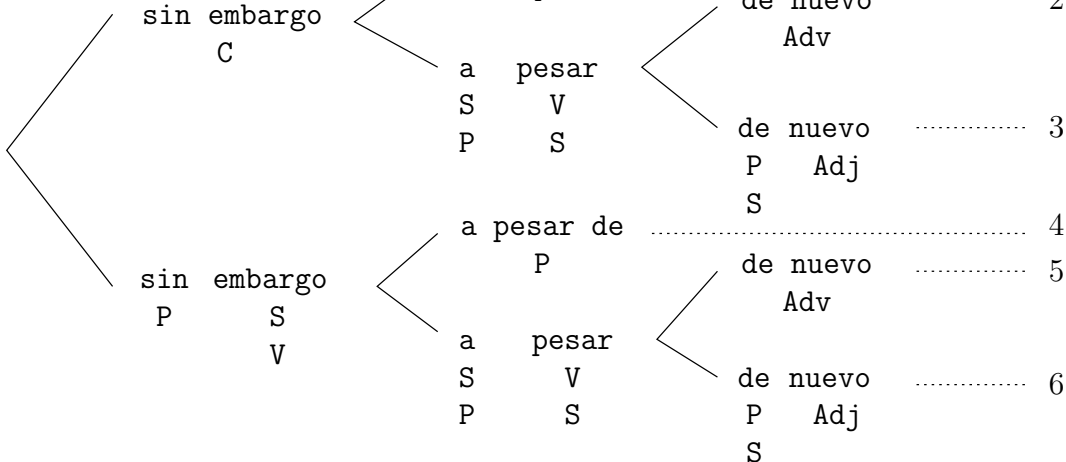 sin embargo
C
de nuevo
Adv
2
a pesar
S V
P S
de nuevo
P Adj
S
3
sin embargo
P S
V
a pesar de
P
4
de nuevo
Adv
5
a pesar
S V
P S
de nuevo
P Adj
S
6